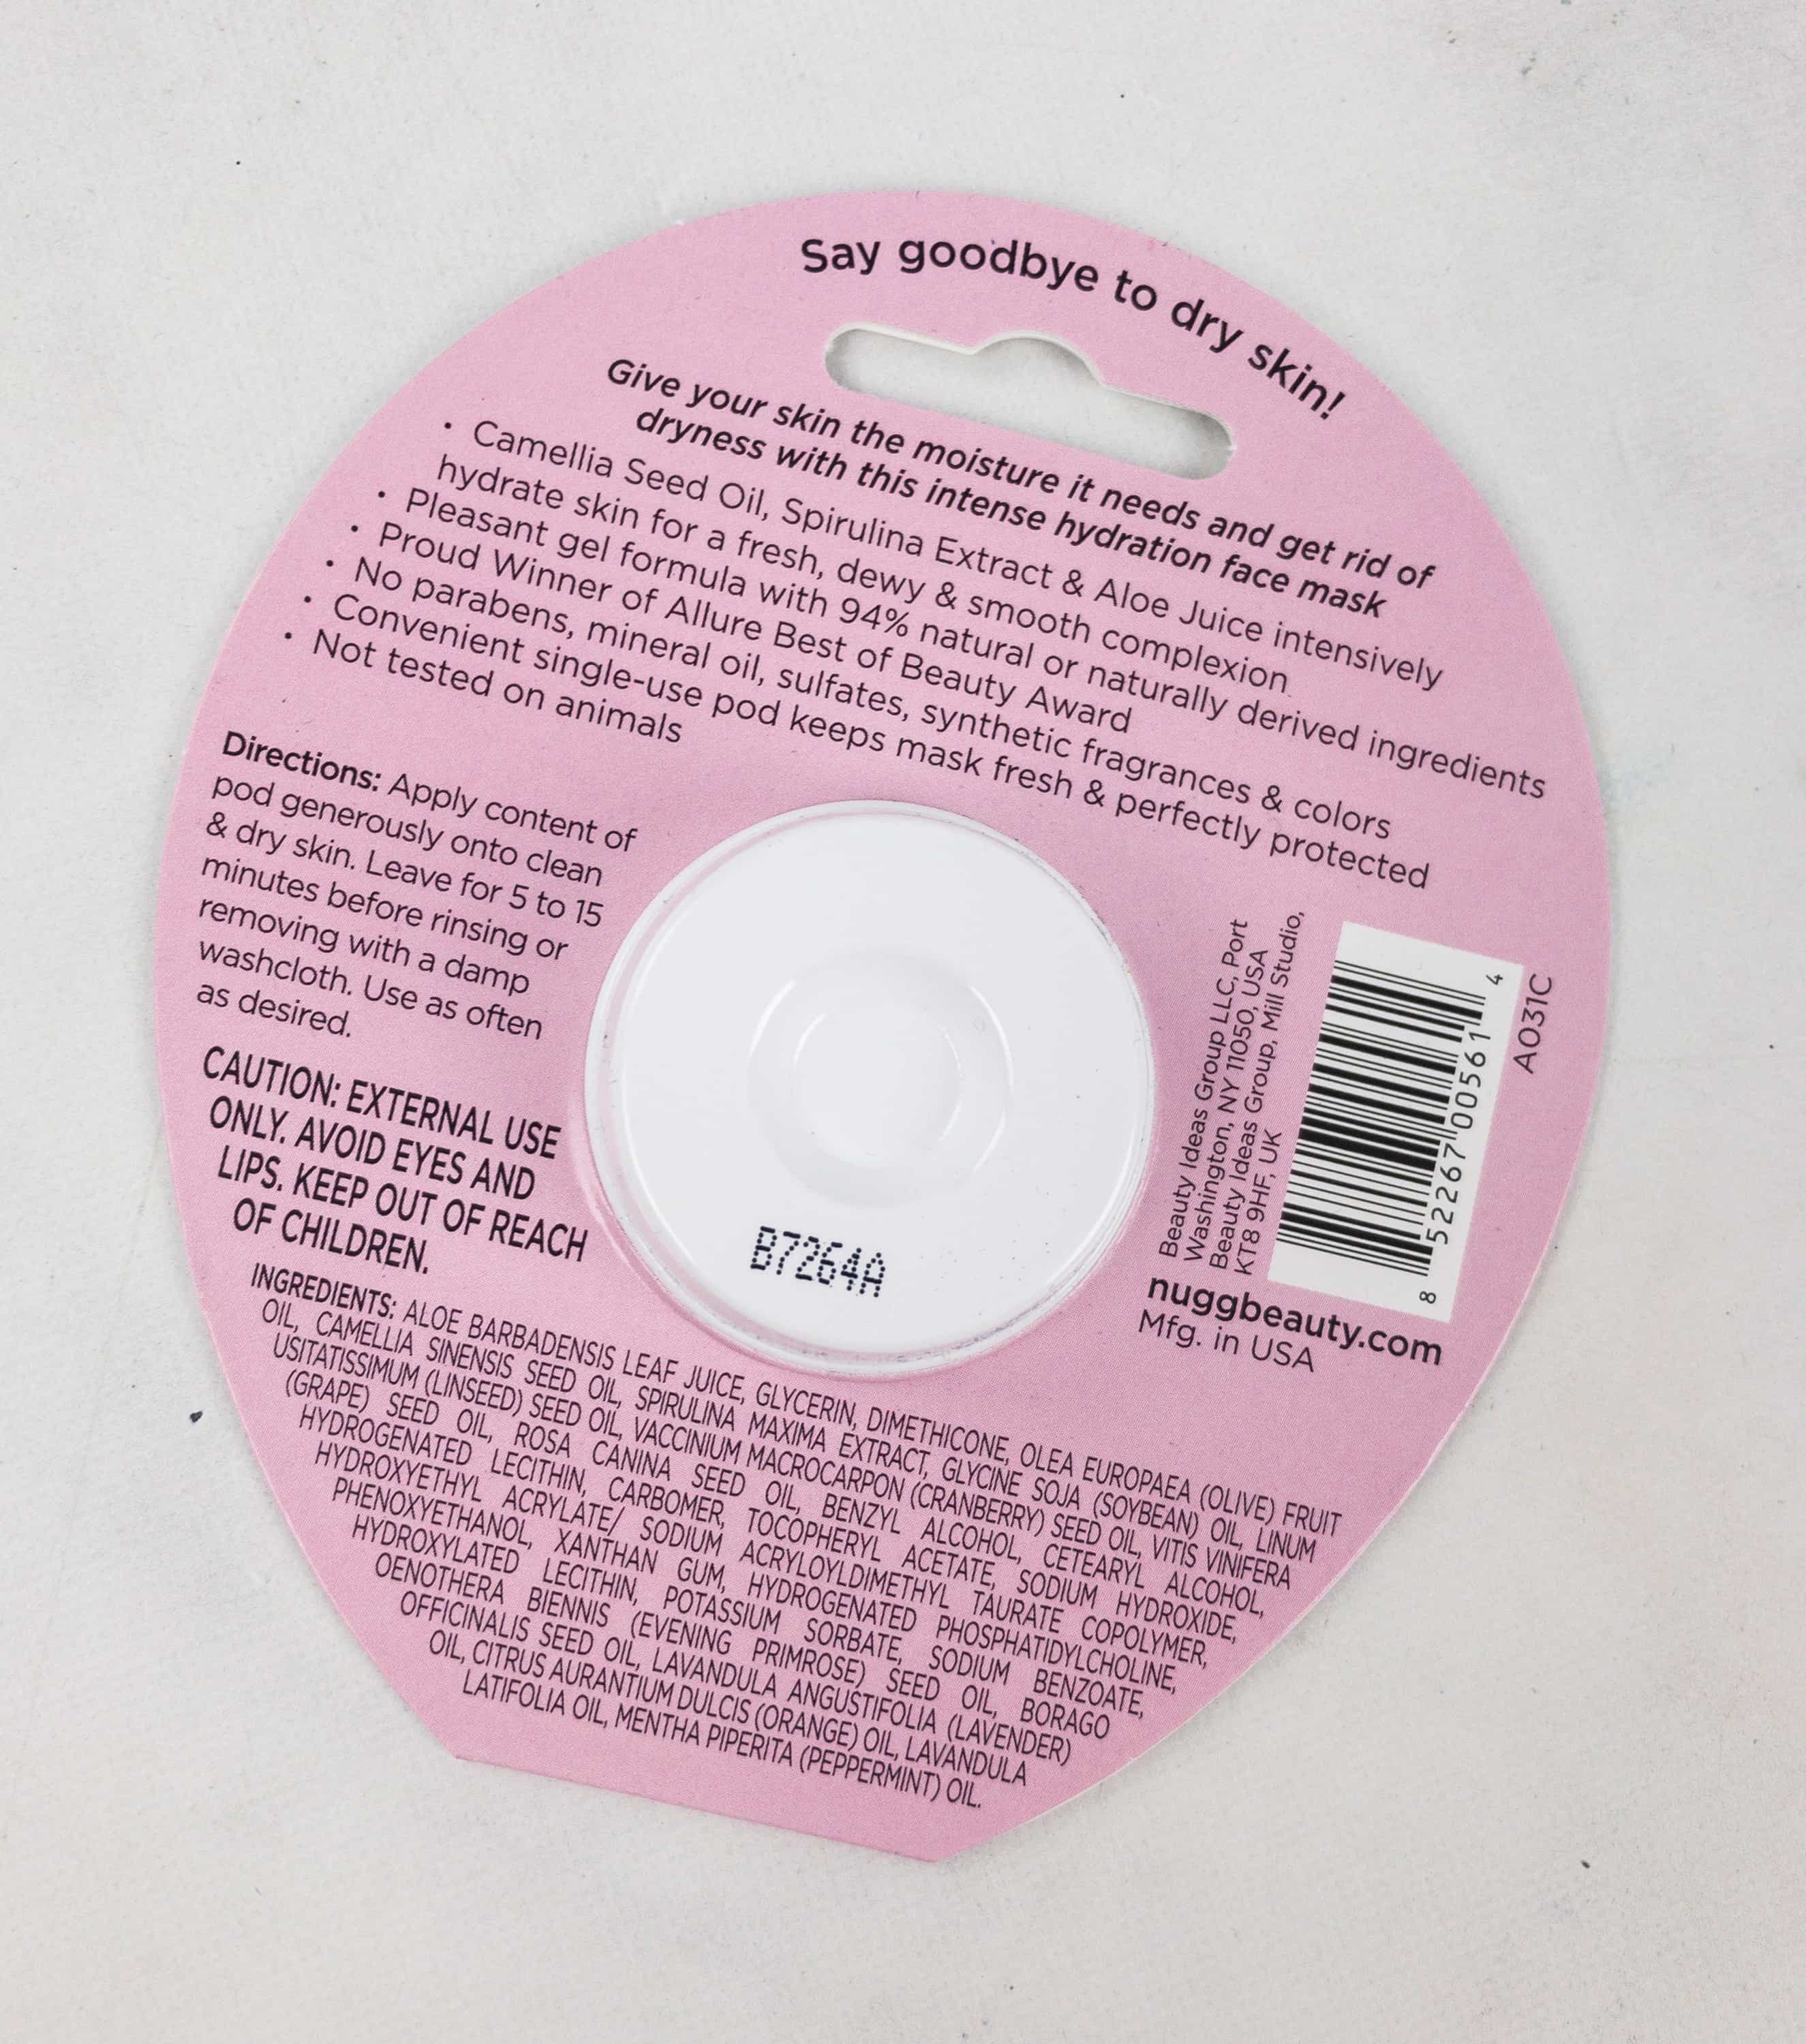 Say goodbye to dry skin!
Give your skin the moisture it needs and get rid of
dryness with this intense hydration face mask
• Camellia Seed Oil, Spirulina Extract & Aloe Juice intensively
hydrate skin for a fresh, dewy & smooth complexion
• Pleasant gel formula with 94% natural or naturally derived ingredients
• Proud Winner of Allure Best of Beauty Award
• No parabens, mineral oil, sulfates, synthetic fragrances & colors
• Convenient single-use pod keeps mask fresh & perfectly protected
• Not tested on animals
Directions: Apply content of
pod generously onto clean
& dry skin. Leave for 5 to 15
minutes before rinsing or
removing with a damp
washcloth. Use as often
as desired.
CAUTION: EXTERNAL USE
ONLY. AVOID EYES AND
LIPS. KEEP OUT OF REACH
OF CHILDREN.
B7264A
Beauty Ideas Group LLC, Port
Washington, NY 11050, USA
Beauty Ideas Group, Mill Studio,
KT8 9HF, UK
8 52267 00561 4
A031C
nuggbeauty.com
Mfg. in USA
INGREDIENTS: ALOE BARBADENSIS LEAF JUICE, GLYCERIN, DIMETHICONE, OLEA EUROPAEA (OLIVE) FRUIT
OIL, CAMELLIA SINENSIS SEED OIL, SPIRULINA MAXIMA EXTRACT, GLYCINE SOJA (SOYBEAN) OIL, LINUM
USITATISSIMUM (LINSEED) SEED OIL, VACCINIUM MACROCARPON (CRANBERRY) SEED OIL, VITIS VINIFERA
(GRAPE) SEED OIL, ROSA CANINA SEED OIL, BENZYL ALCOHOL, CETEARYL ALCOHOL,
HYDROGENATED LECITHIN, CARBOMER, TOCOPHERYL ACETATE, SODIUM HYDROXIDE,
HYDROXYETHYL ACRYLATE/ SODIUM ACRYLOYLDIMETHYL TAURATE COPOLYMER,
PHENOXYETHANOL, XANTHAN GUM, HYDROGENATED PHOSPHATIDYLCHOLINE,
HYDROXYLATED LECITHIN, POTASSIUM SORBATE, SODIUM BENZOATE,
OENOTHERA BIENNIS (EVENING PRIMROSE) SEED OIL, BORAGO
OFFICINALIS SEED OIL, LAVANDULA ANGUSTIFOLIA (LAVENDER)
OIL, CITRUS AURANTIUM DULCIS (ORANGE) OIL, LAVANDULA
LATIFOLIA OIL, MENTHA PIPERITA (PEPPERMINT) OIL.